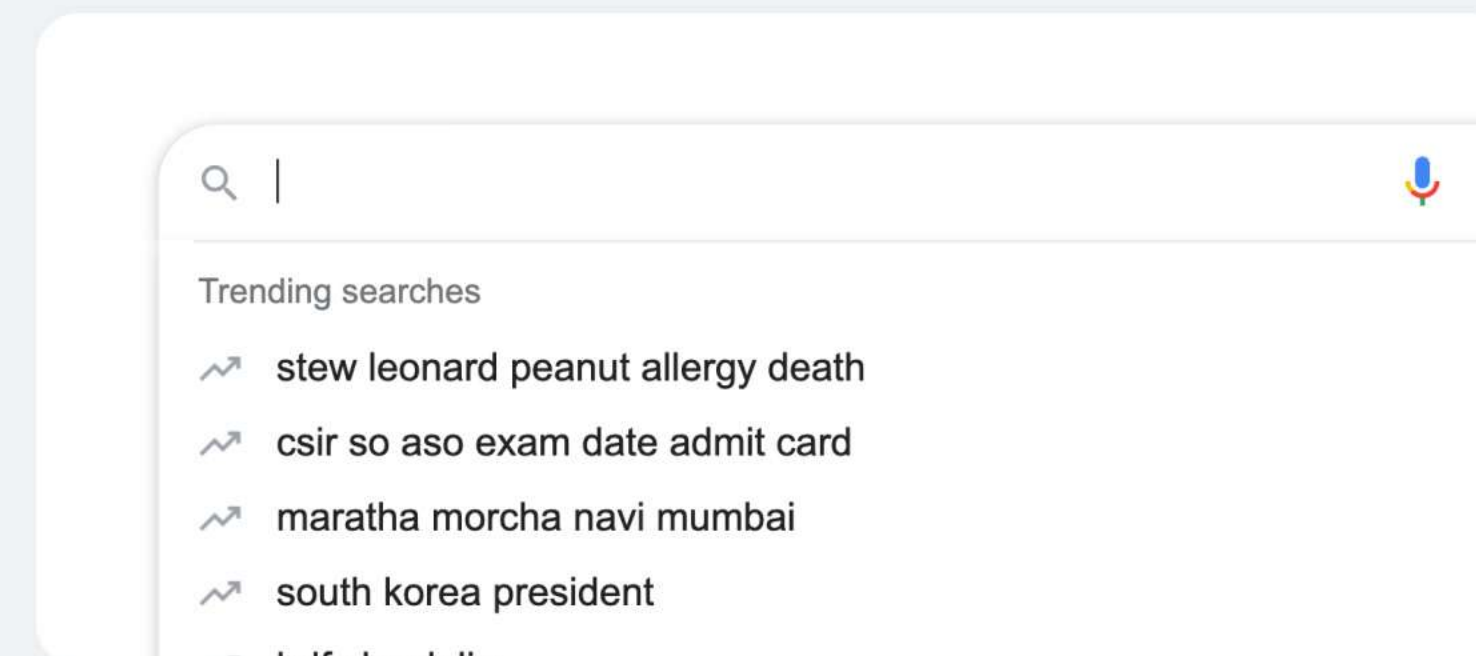 Trending searches
stew leonard peanut allergy death
csir so aso exam date admit card
maratha morcha navi mumbai
south korea president